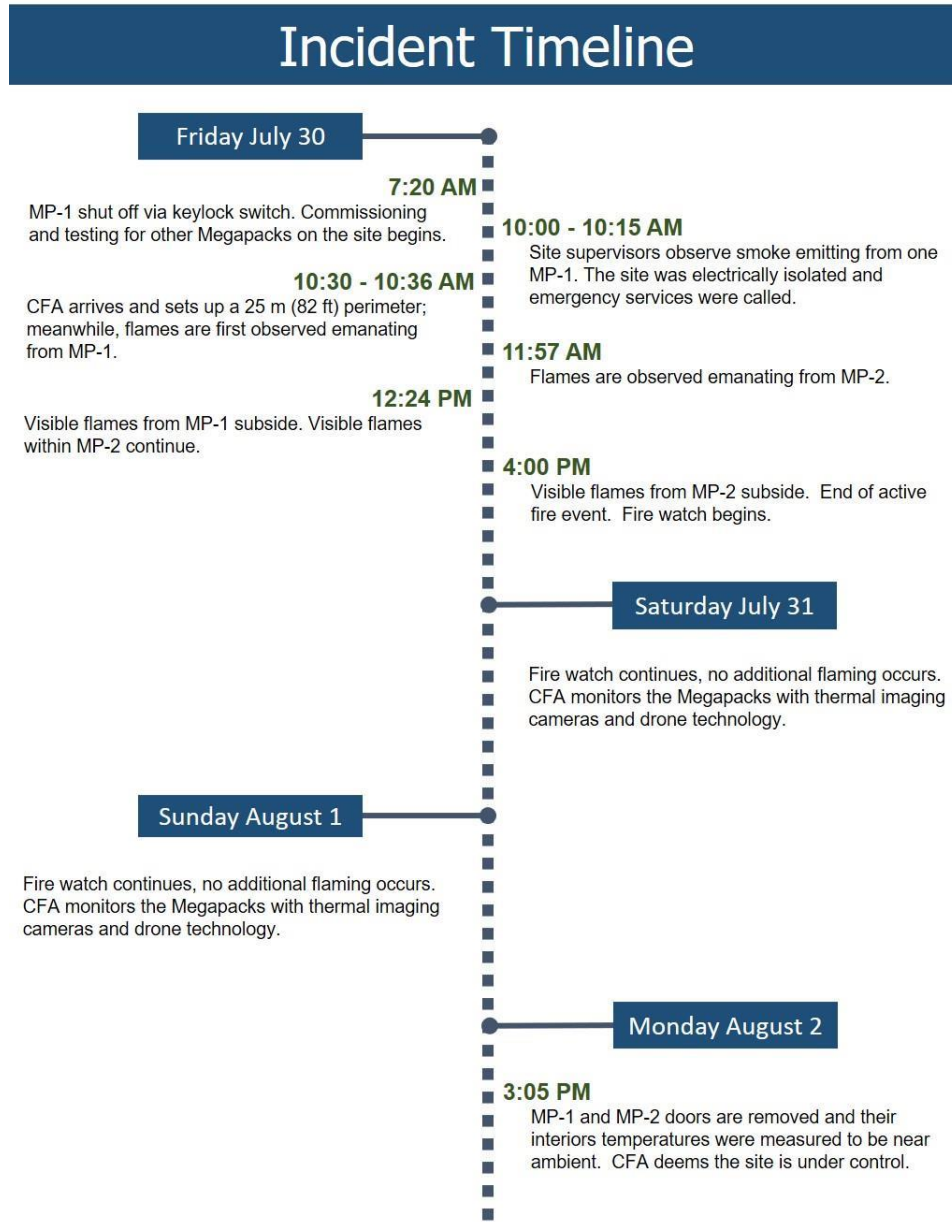 Incident Timeline
Friday July 30
7:20 AM
MP-1 shut off via keylock switch. Commissioning
and testing for other Megapacks on the site begins.
10:00 - 10:15 AM
Site supervisors observe smoke emitting from one
MP-1. The site was electrically isolated and
emergency services were called.
10:30 - 10:36 AM
CFA arrives and sets up a 25 m (82 ft) perimeter;
meanwhile, flames are first observed emanating
from MP-1.
11:57 AM
Flames are observed emanating from MP-2.
12:24 PM
Visible flames from MP-1 subside. Visible flames
within MP-2 continue.
4:00 PM
Visible flames from MP-2 subside.  End of active
fire event.  Fire watch begins.
Saturday July 31
Fire watch continues, no additional flaming occurs.
CFA monitors the Megapacks with thermal imaging
cameras and drone technology.
Sunday August 1
Fire watch continues, no additional flaming occurs.
CFA monitors the Megapacks with thermal imaging
cameras and drone technology.
Monday August 2
3:05 PM
MP-1 and MP-2 doors are removed and their
interiors temperatures were measured to be near
ambient.  CFA deems the site is under control.